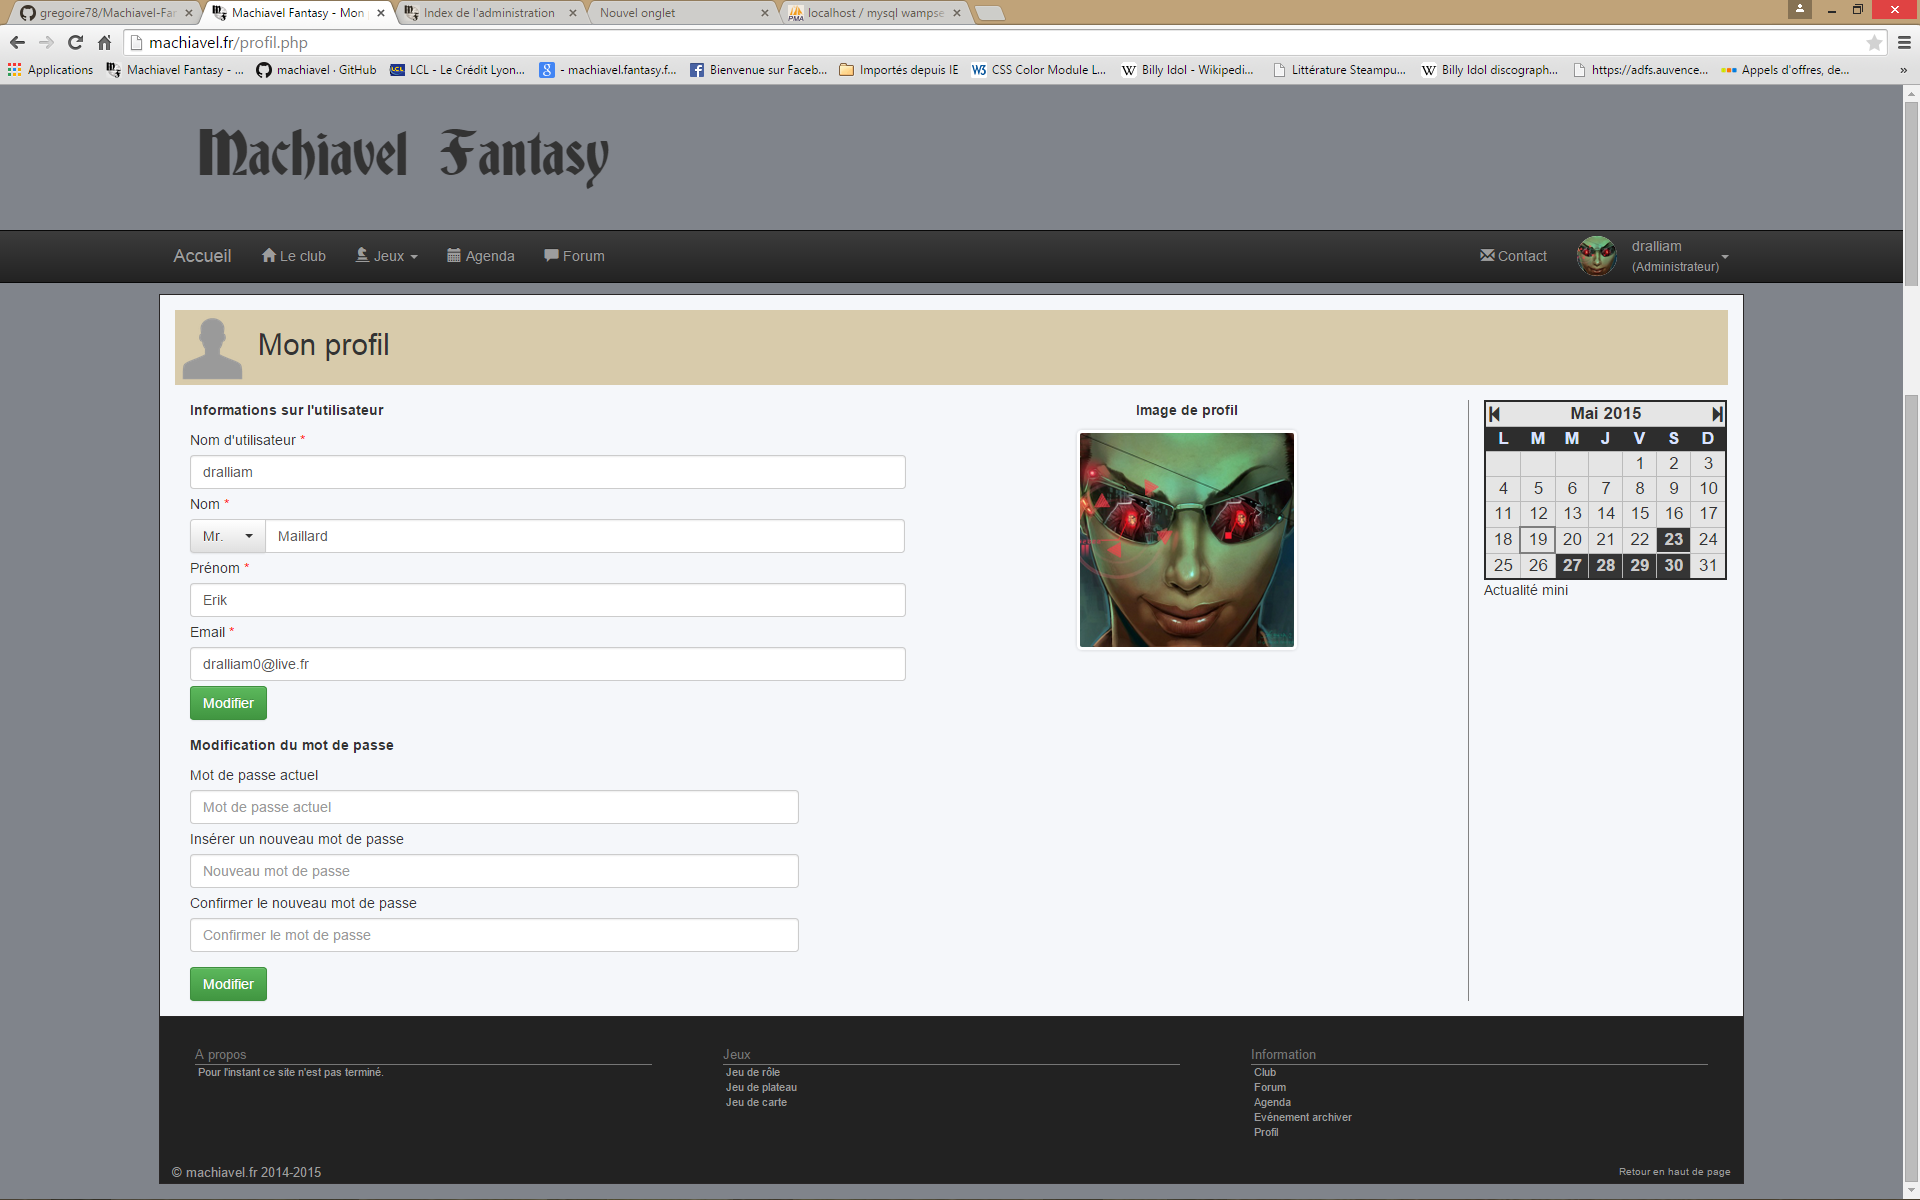 gregoire78/Machiavel-Fan
Machiavel Fantasy - Mon
Index de l'administration
Nouvel onglet
localhost / mysql wampse
machiavel.fr/profil.php
Applications
Machiavel Fantasy - ...
machiavel · GitHub
LCL - Le Crédit Lyon...
- machiavel.fantasy.f...
Bienvenue sur Faceb...
Importés depuis IE
CSS Color Module L...
Billy Idol - Wikipedi...
Littérature Steampu...
Billy Idol discograph...
https://adfs.auvence...
Appels d'offres, de...
»
Machiavel Fantasy
Accueil
Le club
Jeux
Agenda
Forum
Contact
dralliam
(Administrateur)
Mon profil
Informations sur l'utilisateur
Nom d'utilisateur *
dralliam
Nom *
Mr.
Maillard
Prénom *
Erik
Email *
dralliam0@live.fr
Modifier
Modification du mot de passe
Mot de passe actuel
Mot de passe actuel
Insérer un nouveau mot de passe
Nouveau mot de passe
Confirmer le nouveau mot de passe
Confirmer le mot de passe
Modifier
Image de profil
Mai 2015
L M M J V S D
1 2 3
4 5 6 7 8 9 10
11 12 13 14 15 16 17
18 19 20 21 22 23 24
25 26 27 28 29 30 31
Actualité mini
A propos
Pour l'instant ce site n'est pas terminé.
Jeux
Jeu de rôle
Jeu de plateau
Jeu de carte
Information
Club
Forum
Agenda
Evénement archiver
Profil
© machiavel.fr 2014-2015
Retour en haut de page